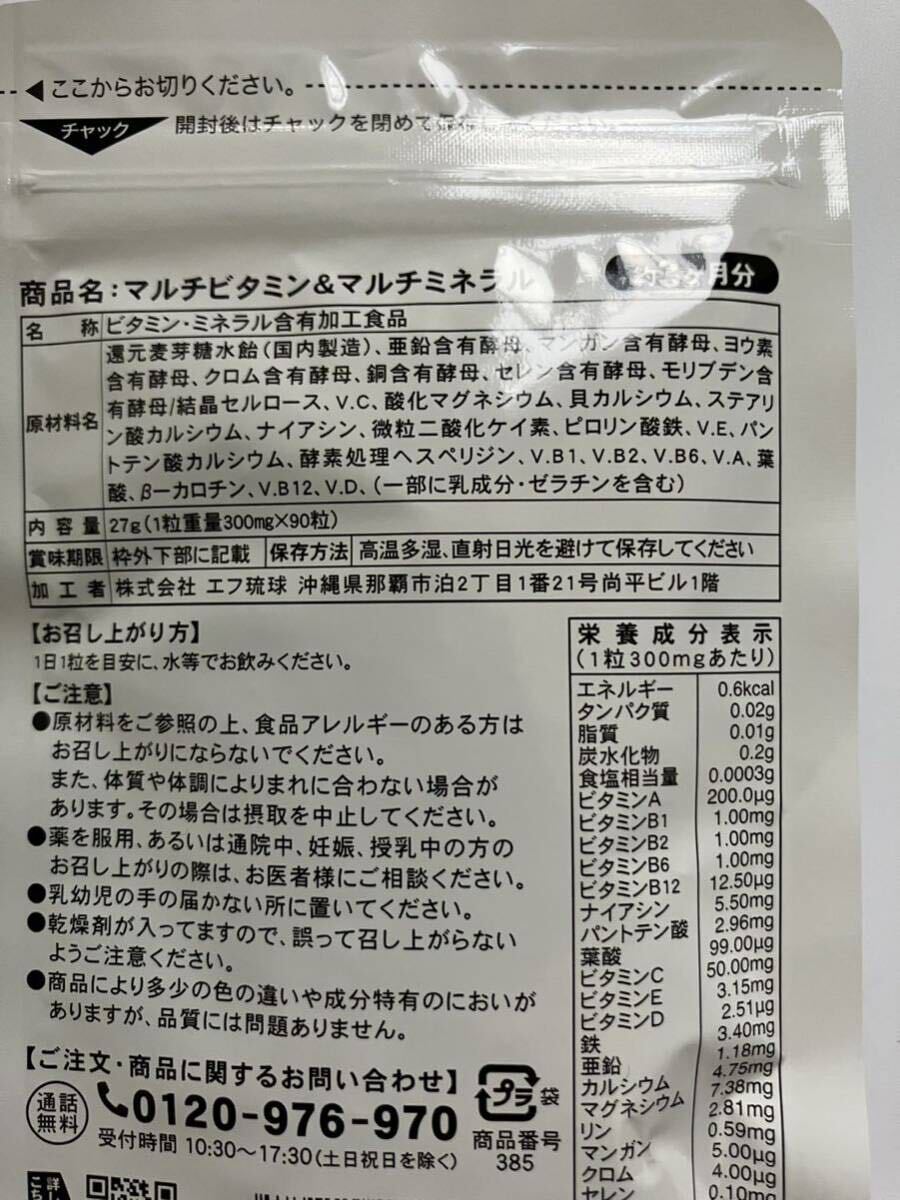 ◀ここからお切りください。
チャック
開封後はチャックを閉めて
商品名:マルチビタミン&マルチミネラル
月分
名 称 ビタミン・ミネラル含有加工食品
原材料名
還元麦芽糖水飴(国内製造)、亜鉛含有酵母、マンガン含有酵母、ヨウ素
含有酵母、クロム含有酵母、銅含有酵母、セレン含有酵母、モリブデン含
有酵母/結晶セルロース、V.C、酸化マグネシウム、貝カルシウム、ステアリ
ン酸カルシウム、ナイアシン、微粒二酸化ケイ素、ピロリン酸鉄、V.E、パン
トテン酸カルシウム、酵素処理ヘスペリジン、V.B1、V.B2、V.B6、V.A、葉
酸、β−カロチン、V.B12、V.D、(一部に乳成分・ゼラチンを含む)
内容量 27g(1粒重量300mg×90粒)
賞味期限 枠外下部に記載 保存方法 高温多湿、直射日光を避けて保存してください
加工者 株式会社 エフ琉球 沖縄県那覇市泊2丁目1番21号尚平ビル1階
【お召し上がり方】
1日1粒を目安に、水等でお飲みください。
【ご注意】
●原材料をご参照の上、食品アレルギーのある方は
お召し上がりにならないでください。
また、体質や体調によりまれに合わない場合が
あります。その場合は摂取を中止してください。
●薬を服用、あるいは通院中、妊娠、授乳中の方の
お召し上がりの際は、お医者様にご相談ください。
●乳幼児の手の届かない所に置いてください。
●乾燥剤が入ってますので、誤って召し上がらない
ようご注意ください。
●商品により多少の色の違いや成分特有のにおいが
ありますが、品質には問題ありません。
【ご注文・商品に関するお問い合わせ】
通話
無料
0120-976-970
受付時間 10:30〜17:30(土日祝日を除く)
プラ
袋
商品番号
385
栄養成分表示
(1粒300mgあたり)
エネルギー 0.6kcal
タンパク質 0.02g
脂質 0.01g
炭水化物 0.2g
食塩相当量 0.0003g
ビタミンA 200.0μg
ビタミンB1 1.00mg
ビタミンB2 1.00mg
ビタミンB6 1.00mg
ビタミンB12 12.50μg
ナイアシン 5.50mg
パントテン酸 2.96mg
葉酸 99.00μg
ビタミンC 50.00mg
ビタミンE 3.15mg
ビタミンD 2.51μg
鉄 3.40mg
亜鉛 1.18mg
カルシウム 4.75mg
マグネシウム 7.38mg
リン 2.81mg
マンガン 0.59mg
クロム 5.00μg
セレン 4.00μg
0.10mg